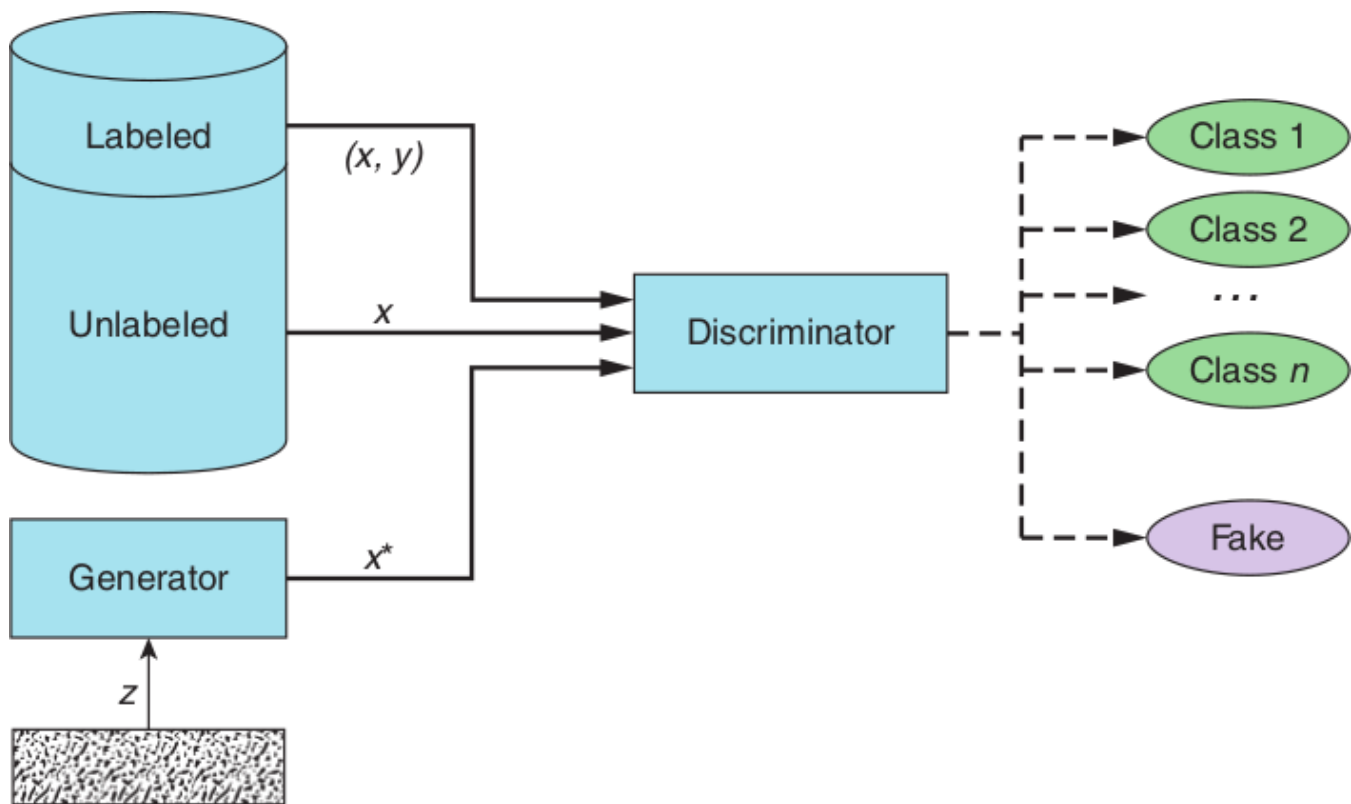 Labeled
(x, y)
Unlabeled
x
Generator
x*
z
Discriminator
Class 1
Class 2
...
Class n
Fake